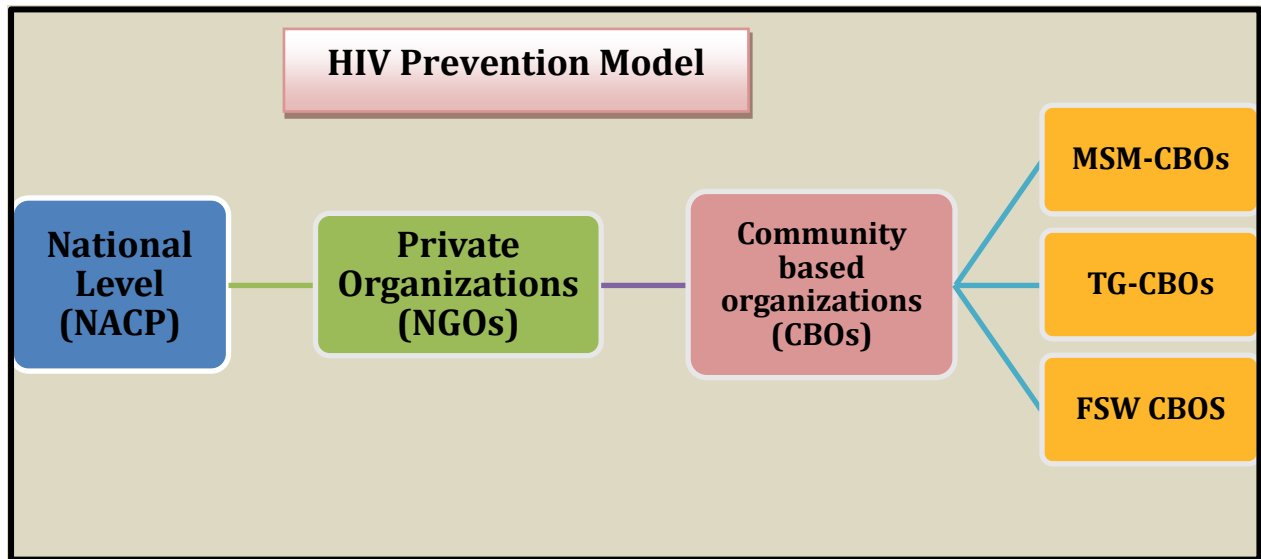 HIV Prevention Model
National
Level
(NACP)
Private
Organizations
(NGOs)
Community
based
organizations
(CBOs)
MSM-CBOs
TG-CBOs
FSW CBOS